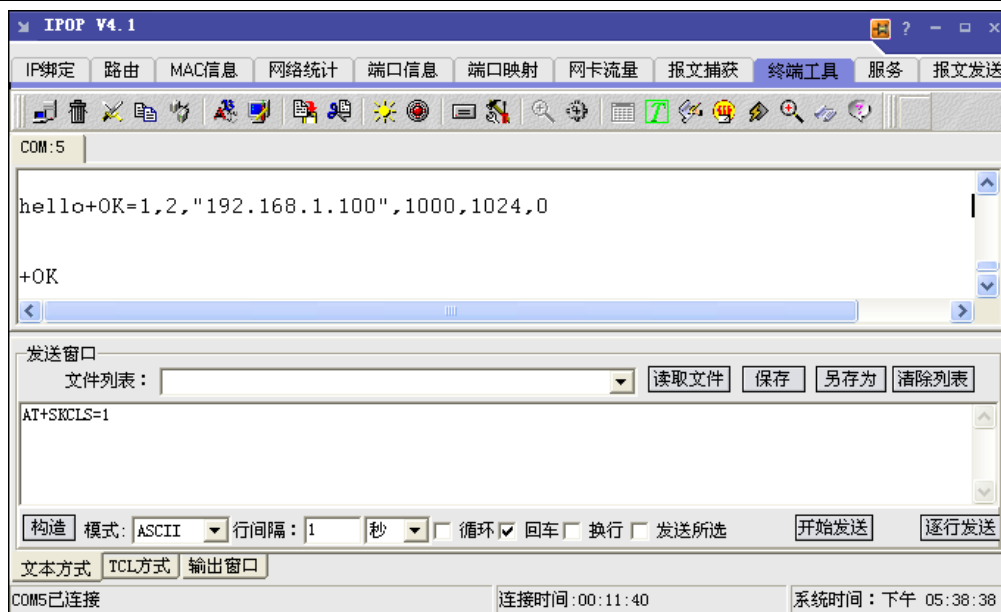 IPOP V4.1
IP绑定 路由 MAC信息 网络统计 端口信息 端口映射 网卡流量 报文捕获 终端工具 服务 报文发送
COM:5
hello+OK=1,2,"192.168.1.100",1000,1024,0
+OK
发送窗口
文件列表： 读取文件 保存 另存为 清除列表
AT+SKCLS=1
构造 模式: ASCII 行间隔：1 秒 循环 回车 换行 发送所选 开始发送 逐行发送
文本方式 TCL方式 输出窗口
COM5已连接 连接时间:00:11:40 系统时间：下午 05:38:38